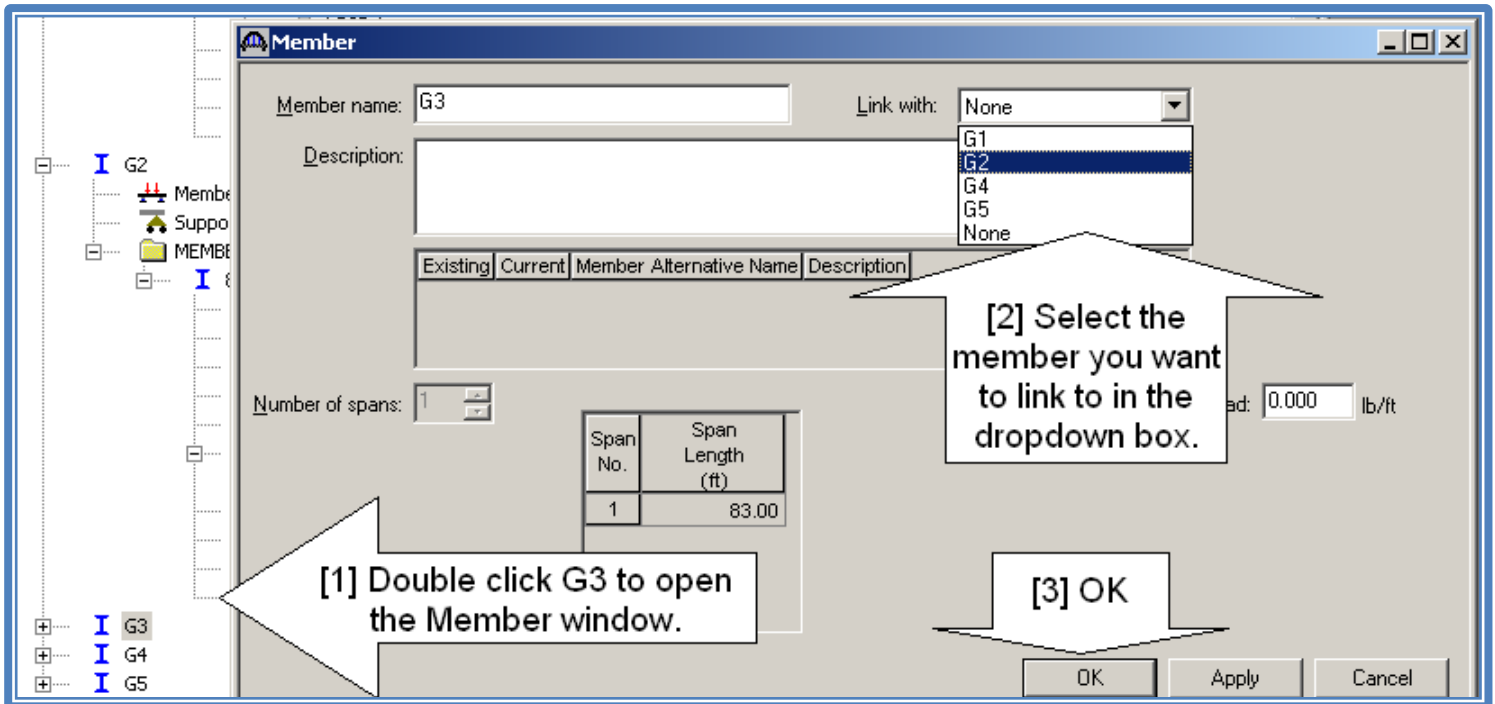 Member
Member name: G3
Link with: None
G1
G2
G4
G5
None
Description:
Existing Current Member Alternative Name Description
Number of spans: 1
Span No. Span Length (ft)
1 83.00
ad: 0.000 lb/ft
G2
Membe
Suppo
MEMBE
G3
G4
G5
[1] Double click G3 to open
the Member window.
[2] Select the
member you want
to link to in the
dropdown box.
[3] OK
OK Apply Cancel